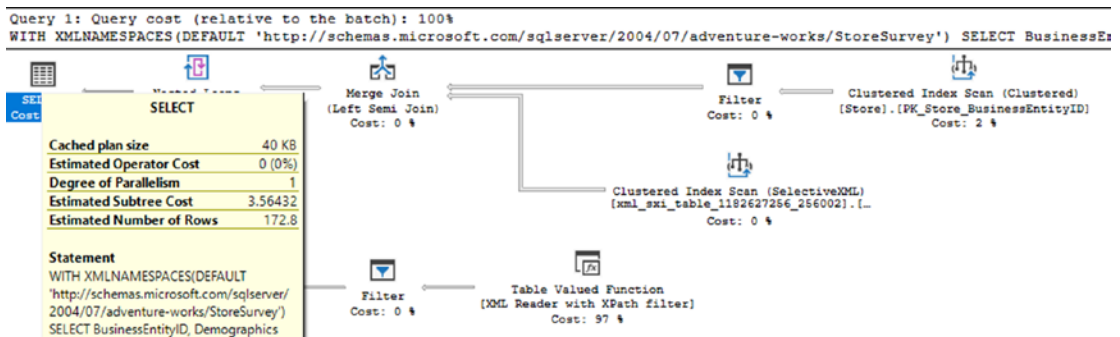 Query 1: Query cost (relative to the batch): 100%
WITH XMLNAMESPACES(DEFAULT 'http://schemas.microsoft.com/sqlserver/2004/07/adventure-works/StoreSurvey') SELECT BusinessEn
Merge Join
(Left Semi Join)
Cost: 0 %
Filter
Cost: 0 %
Clustered Index Scan (Clustered)
[Store].[PK_Store_BusinessEntityID]
Cost: 2 %
Cost
SELECT
Cached plan size 40 KB
Estimated Operator Cost 0 (0%)
Degree of Parallelism 1
Estimated Subtree Cost 3.56432
Estimated Number of Rows 172.8
Statement
WITH XMLNAMESPACES(DEFAULT
'http://schemas.microsoft.com/sqlserver/
2004/07/adventure-works/StoreSurvey')
SELECT BusinessEntityID, Demographics
Clustered Index Scan (SelectiveXML)
[xml_sxi_table_1182627256_256002].[…
Cost: 0 %
Filter
Cost: 0 %
Table Valued Function
[XML Reader with XPath filter]
Cost: 97 %